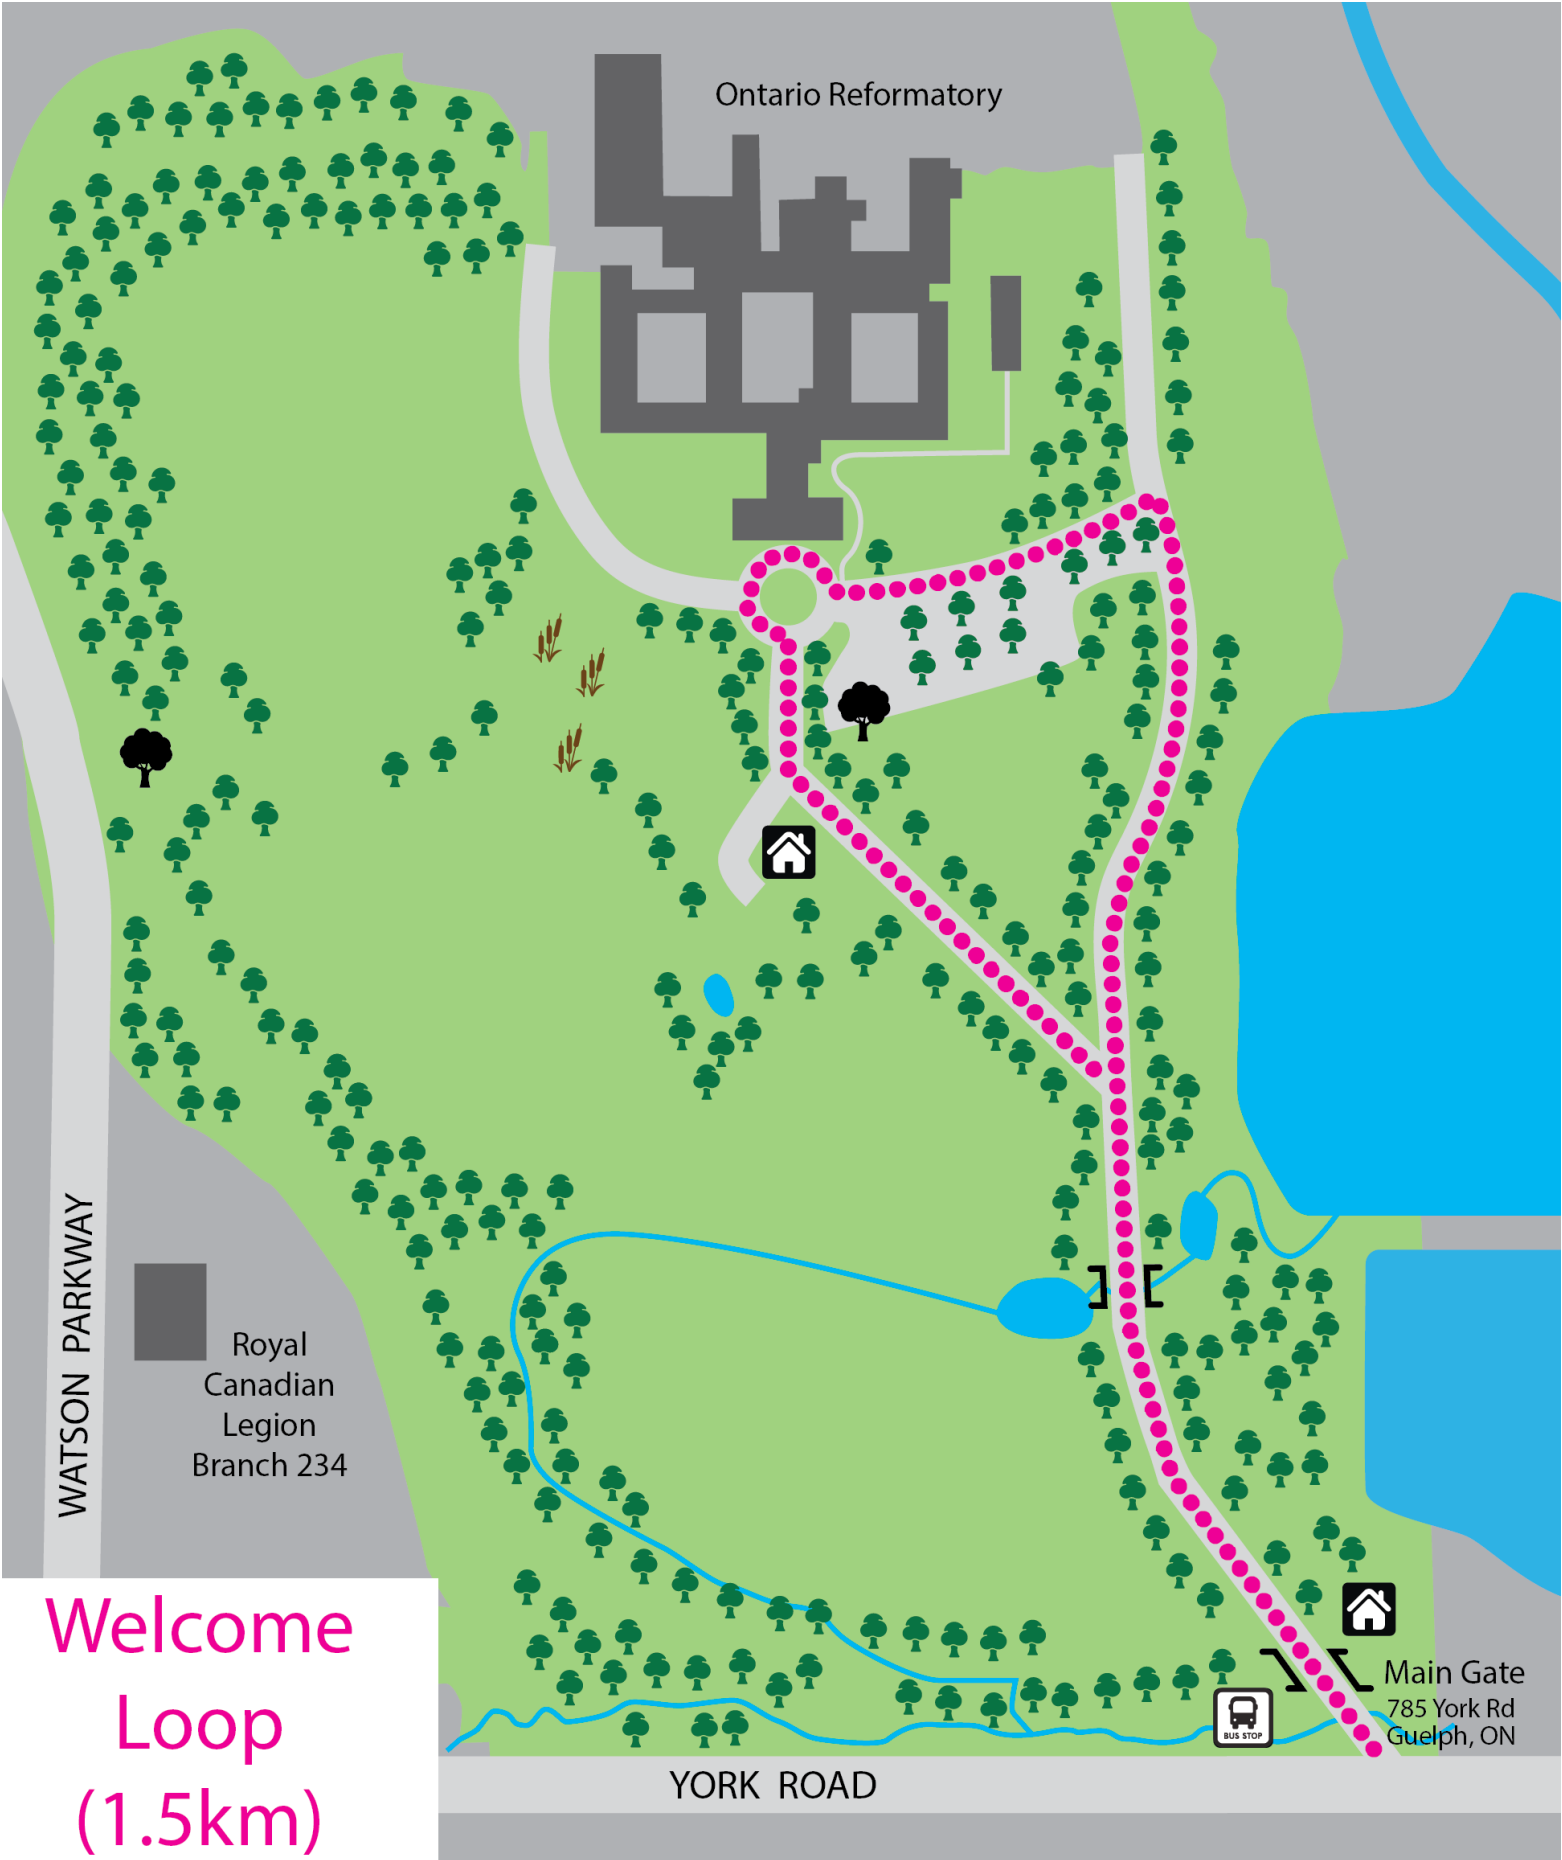 Ontario Reformatory
WATSON PARKWAY
Royal
Canadian
Legion
Branch 234
Welcome
Loop
(1.5km)
YORK ROAD
BUS STOP
Main Gate
785 York Rd
Guelph, ON